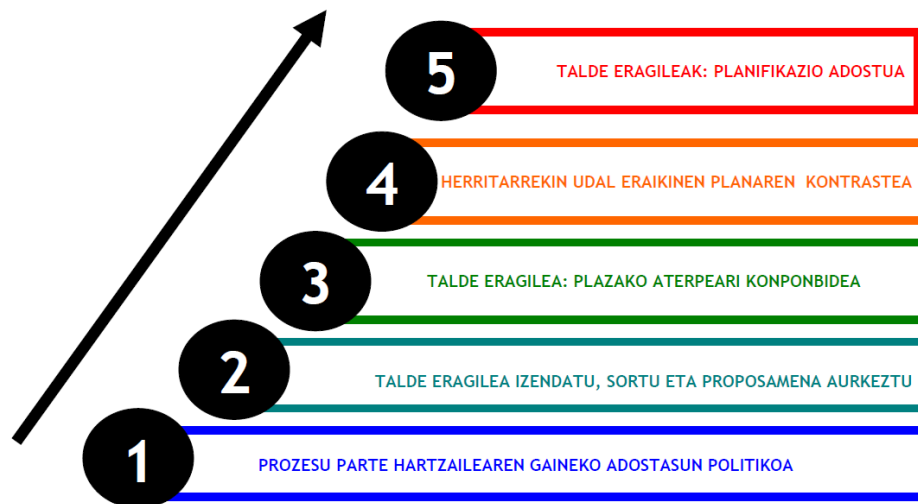 5
TALDE ERAGILEAK: PLANIFIKAZIO ADOSTUA
4
HERRITARREKIN UDAL ERAIKINEN PLANAREN KONTRASTEA
3
TALDE ERAGILEA: PLAZAKO ATERPEARI KONPONBIDEA
2
TALDE ERAGILEA IZENDATU, SORTU ETA PROPOSAMENA AURKEZTU
1
PROZESU PARTE HARTZAILEAREN GAINEKO ADOSTASUN POLITIKOA